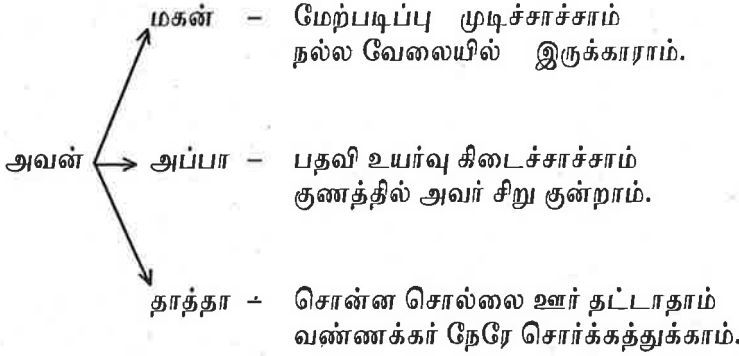 மகன் – மேற்படிப்பு முடிச்சாச்சாம்
நல்ல வேலையில் இருக்காராம்.
அவன் அப்பா – பதவி உயர்வு கிடைச்சாச்சாம்
குணத்தில் அவர் சிறு குன்றாம்.
தாத்தா – சொன்ன சொல்லை ஊர் தட்டாதாம்
வண்ணக்கர் நேரே சொர்க்கத்துக்காம்.